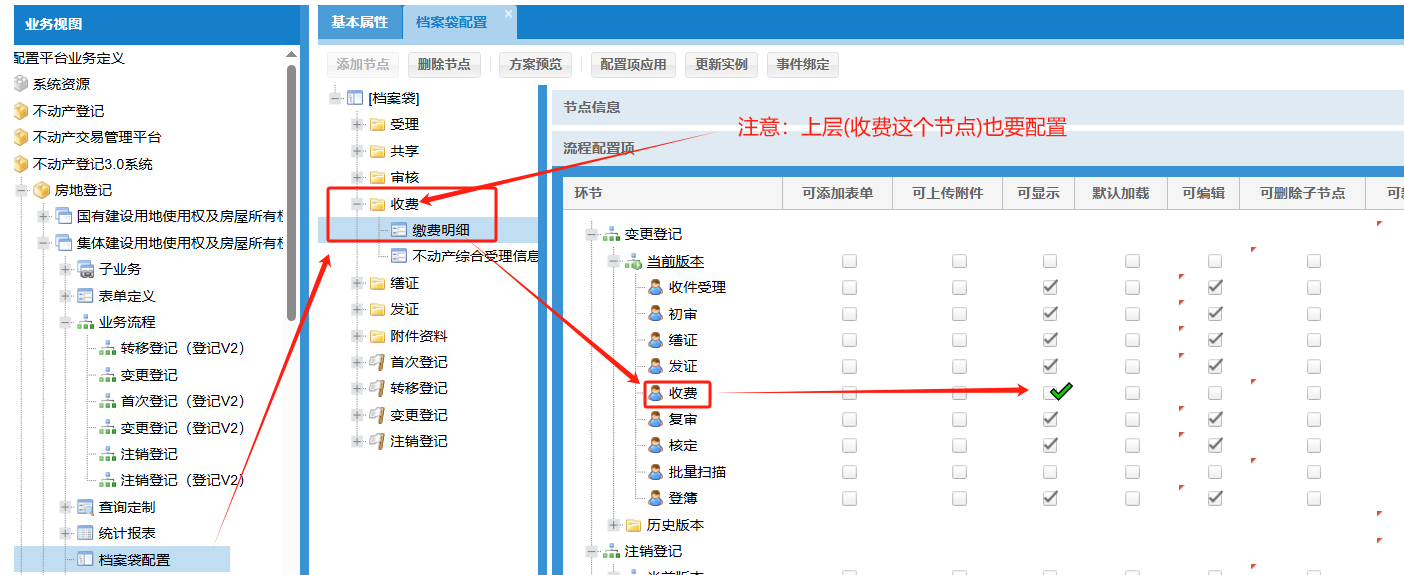 业务视图
配置平台业务定义
系统资源
不动产登记
不动产交易管理平台
不动产登记3.0系统
房地登记
国有建设用地使用权及房屋所有
集体建设用地使用权及房屋所有
子业务
表单定义
业务流程
转移登记（登记V2）
变更登记
首次登记（登记V2）
变更登记（登记V2）
注销登记
注销登记（登记V2）
查询定制
统计报表
档案袋配置
基本属性
档案袋配置
添加节点
删除节点
方案预览
配置项应用
更新实例
事件绑定
[档案袋]
受理
共享
审核
收费
缴费明细
不动产综合受理信息
缮证
发证
附件资料
首次登记
转移登记
变更登记
注销登记
节点信息
注意：上层(收费这个节点)也要配置
流程配置项
环节
可添加表单
可上传附件
可显示
默认加载
可编辑
可删除子节点
变更登记
当前版本
收件受理
初审
缮证
发证
收费
复审
核定
批量扫描
登簿
历史版本
注销登记
当前版本